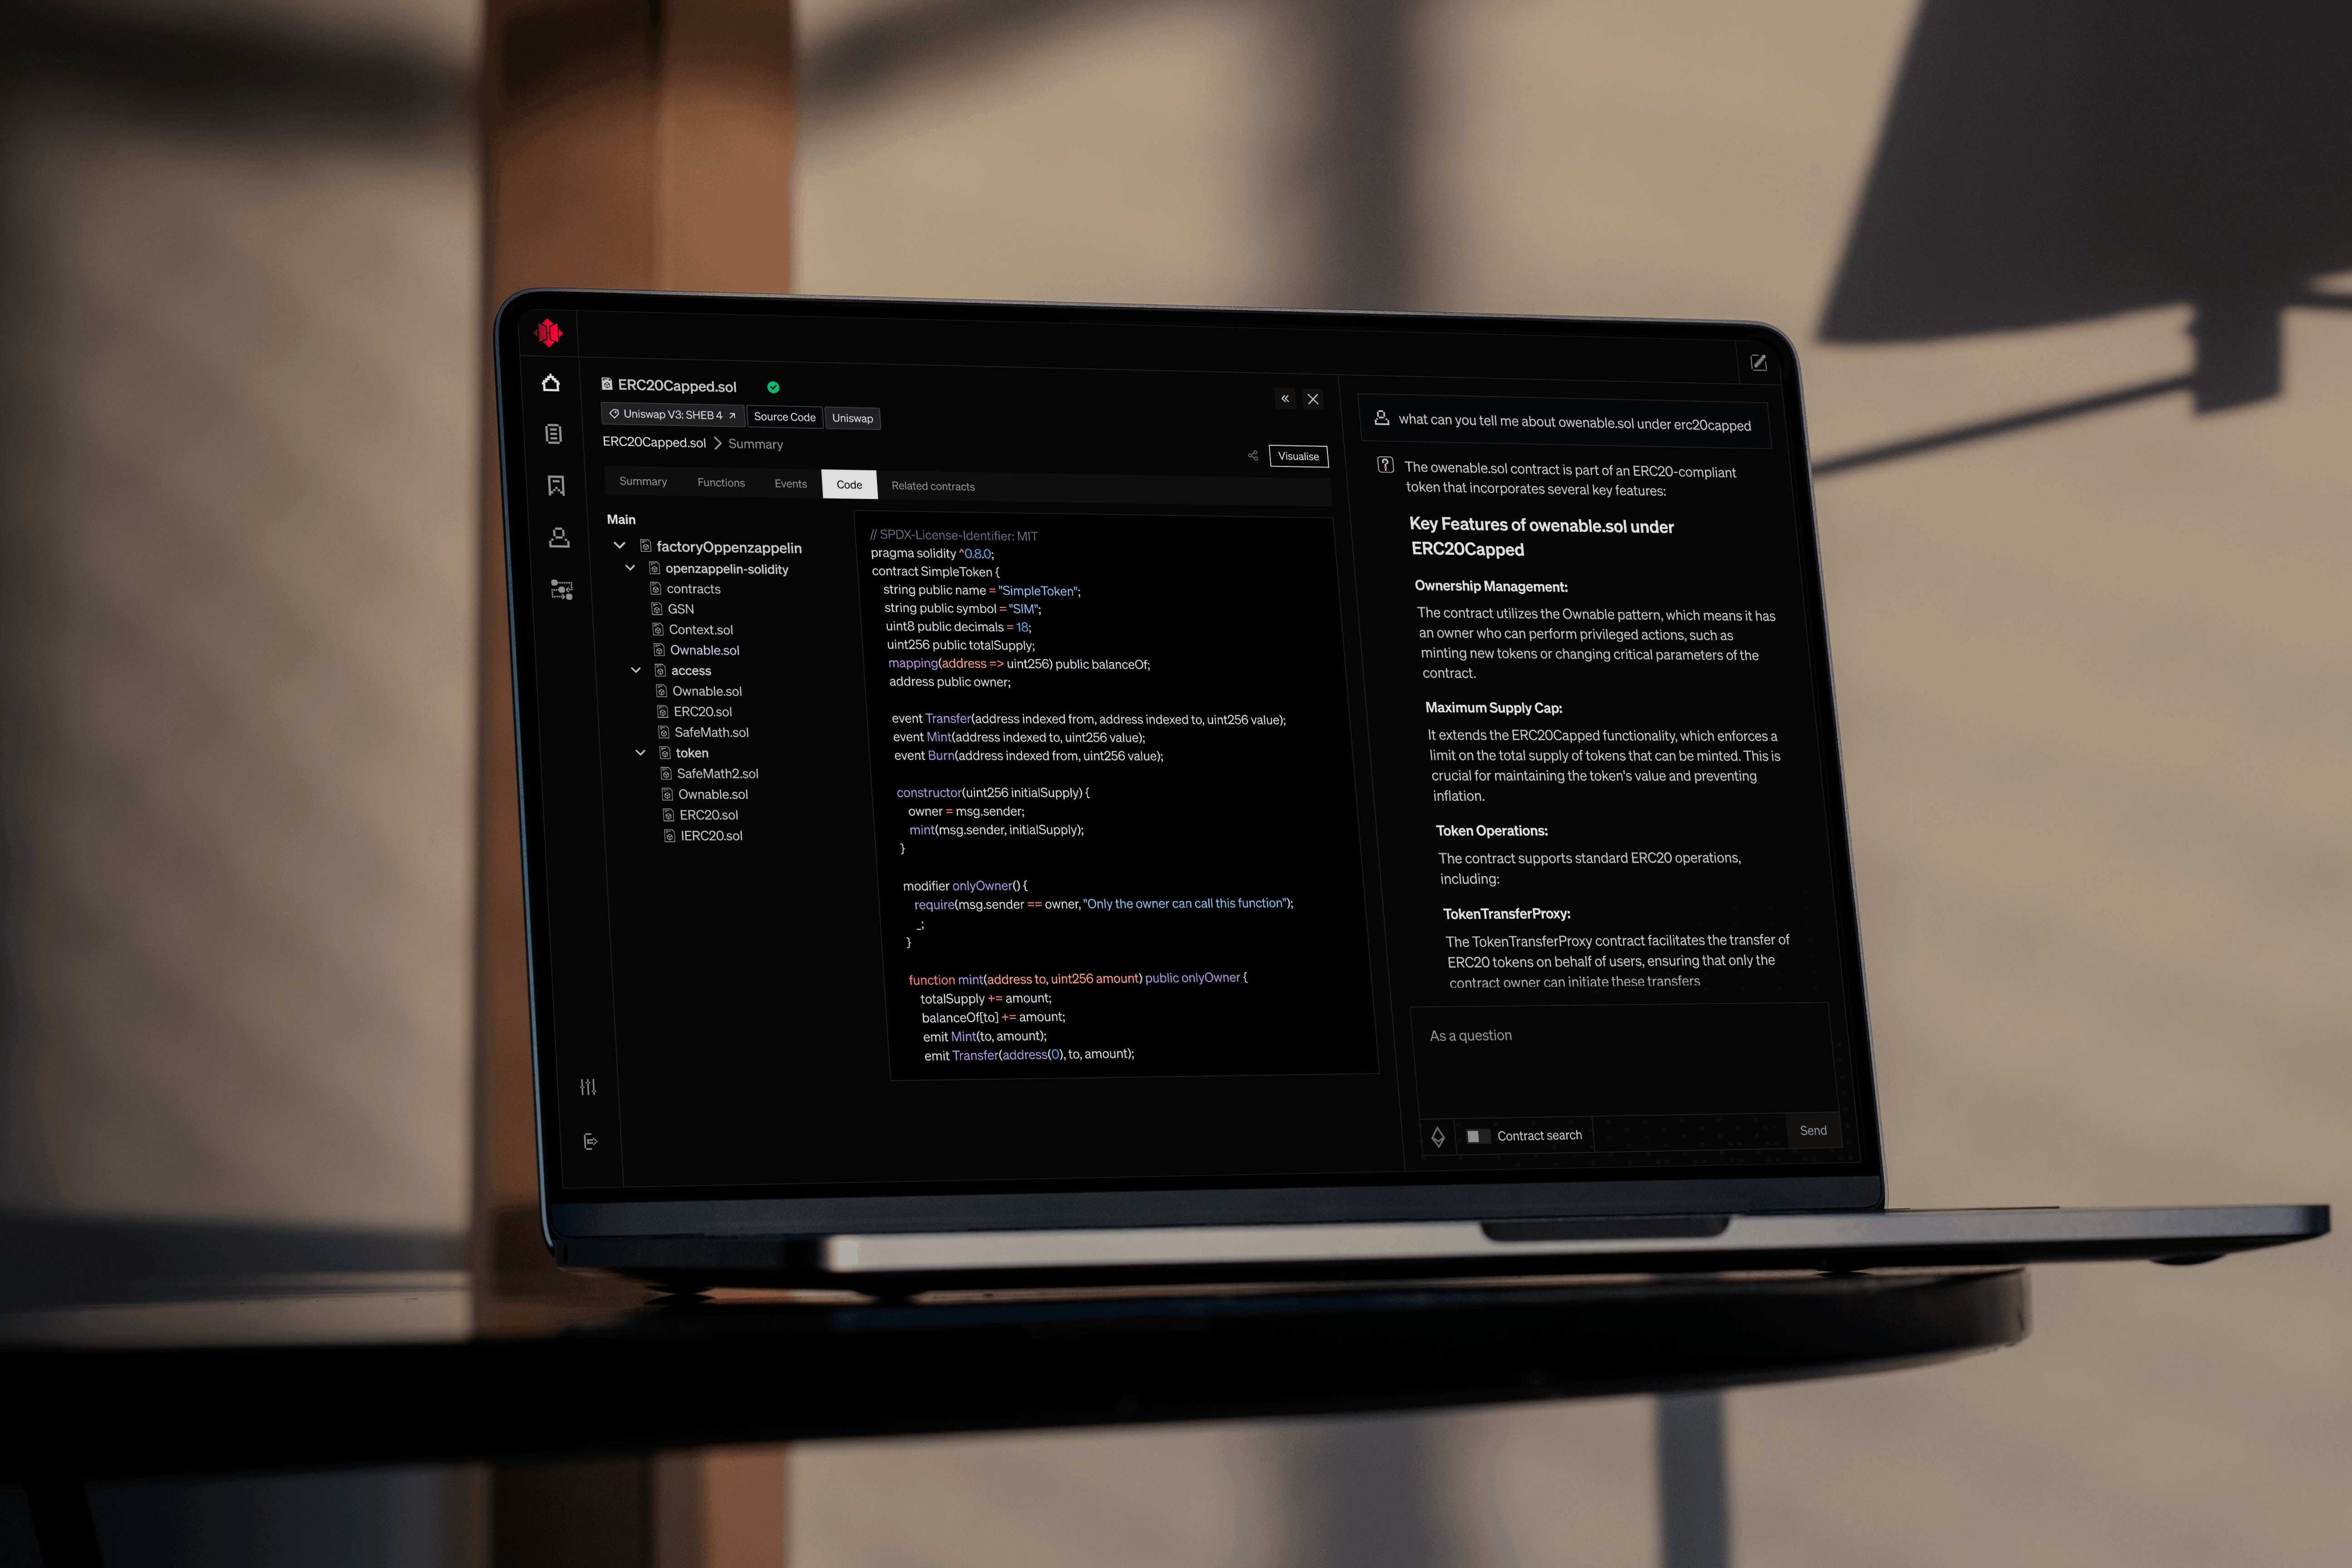 ERC20Capped.sol
Uniswap V3: SHEB 4
Source Code
Uniswap
ERC20Capped.sol > Summary
Visualise
Summary
Functions
Events
Code
Related contracts
Main
factoryOppenzappelin
openzappelin-solidity
contracts
GSN
Context.sol
Ownable.sol
access
Ownable.sol
ERC20.sol
SafeMath.sol
token
SafeMath2.sol
Ownable.sol
ERC20.sol
IERC20.sol
// SPDX-License-Identifier: MIT
pragma solidity ^0.8.0;
contract SimpleToken {
string public name = "SimpleToken";
string public symbol = "SIM";
uint8 public decimals = 18;
uint256 public totalSupply;
mapping(address => uint256) public balanceOf;
address public owner;
event Transfer(address indexed from, address indexed to, uint256 value);
event Mint(address indexed to, uint256 value);
event Burn(address indexed from, uint256 value);
constructor(uint256 initialSupply) {
owner = msg.sender;
mint(msg.sender, initialSupply);
}
modifier onlyOwner() {
require(msg.sender == owner, "Only the owner can call this function");
_;
}
function mint(address to, uint256 amount) public onlyOwner {
totalSupply += amount;
balanceOf[to] += amount;
emit Mint(to, amount);
emit Transfer(address(0), to, amount);
what can you tell me about owenable.sol under erc20capped
The owenable.sol contract is part of an ERC20-compliant
token that incorporates several key features:
Key Features of owenable.sol under
ERC20Capped
Ownership Management:
The contract utilizes the Ownable pattern, which means it has
an owner who can perform privileged actions, such as
minting new tokens or changing critical parameters of the
contract.
Maximum Supply Cap:
It extends the ERC20Capped functionality, which enforces a
limit on the total supply of tokens that can be minted. This is
crucial for maintaining the token's value and preventing
inflation.
Token Operations:
The contract supports standard ERC20 operations,
including:
TokenTransferProxy:
The TokenTransferProxy contract facilitates the transfer of
ERC20 tokens on behalf of users, ensuring that only the
contract owner can initiate these transfers
As a question
Contract search
Send